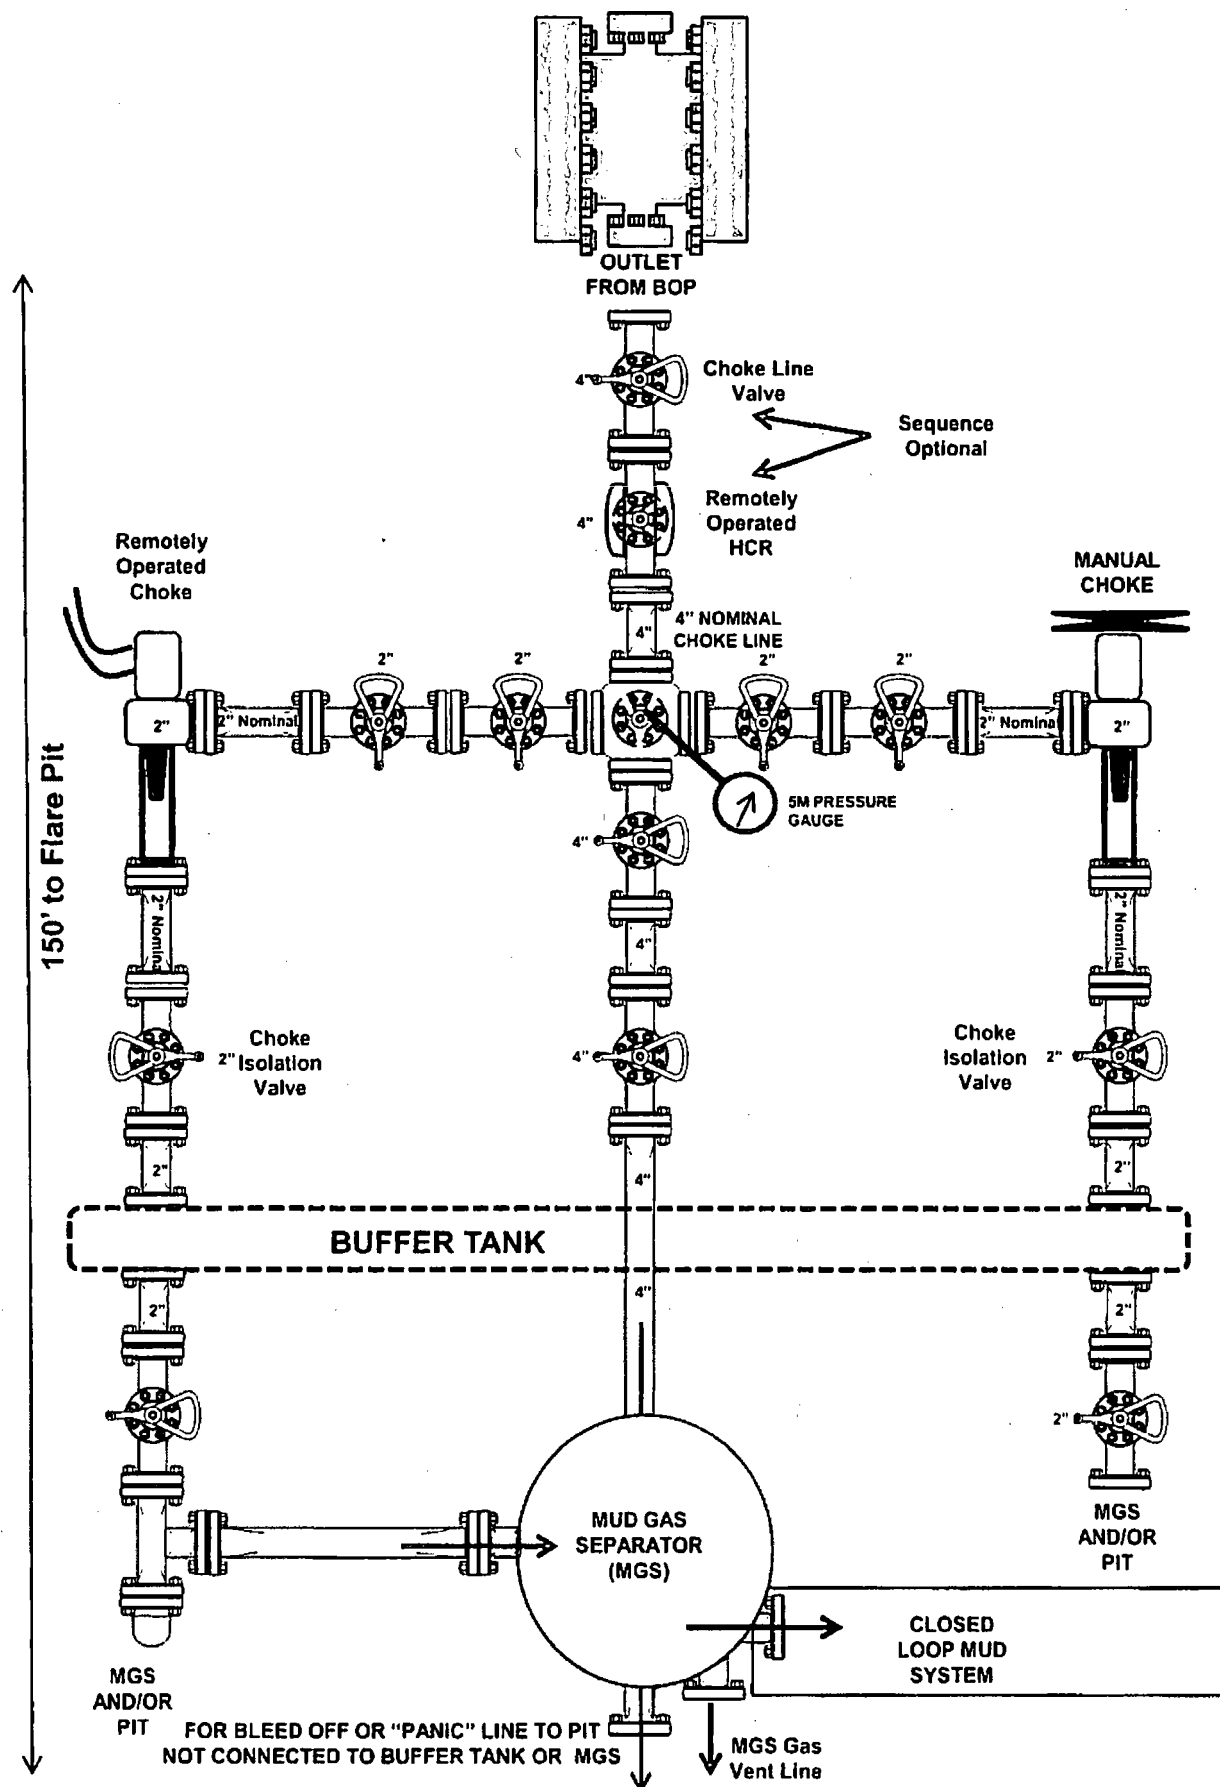 OUTLET
FROM BOP
4"
Choke Line
Valve
Sequence
Optional
4"
Remotely
Operated
HCR
Remotely
Operated
Choke
MANUAL
CHOKE
4"
4" NOMINAL
CHOKE LINE
2"
2"
2"
2"
2"
2" Nominal
2" Nominal
2"
5M PRESSURE
GAUGE
4"
150' to Flare Pit
2" Nominal
4"
2" Nominal
2"
Choke
Isolation
Valve
4"
Choke
Isolation
Valve
2"
2"
4"
2"
BUFFER TANK
2"
4"
2"
2"
MUD GAS
SEPARATOR
(MGS)
MGS
AND/OR
PIT
CLOSED
LOOP MUD
SYSTEM
MGS
AND/OR
PIT
FOR BLEED OFF OR "PANIC" LINE TO PIT
NOT CONNECTED TO BUFFER TANK OR MGS
MGS Gas
Vent Line